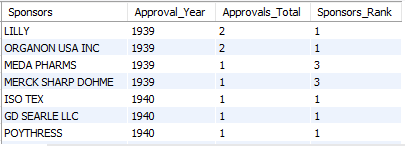 Sponsors Approval_Year Approvals_Total Sponsors_Rank
LILLY 1939 2 1
ORGANON USA INC 1939 2 1
MEDA PHARMS 1939 1 3
MERCK SHARP DOHME 1939 1 3
ISO TEX 1940 1 1
GD SEARLE LLC 1940 1 1
POYTHRESS 1940 1 1